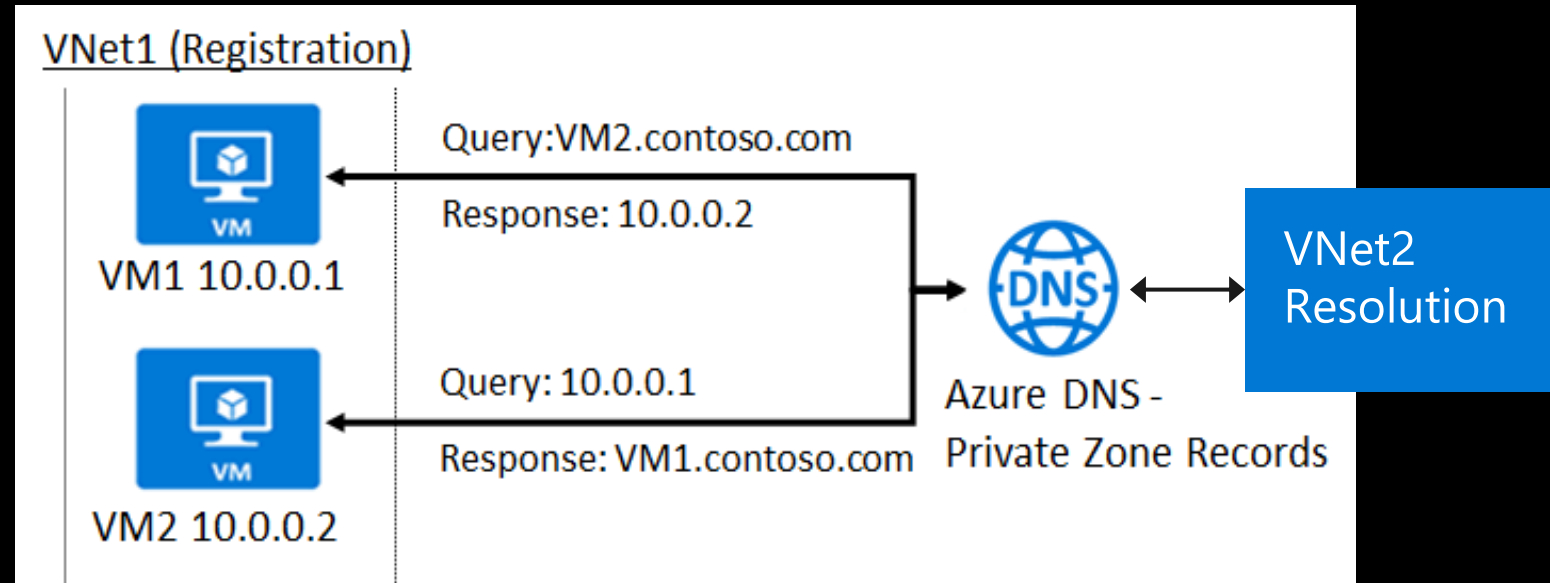 VNet1 (Registration)
VM
VM1 10.0.0.1
Query:VM2.contoso.com
Response: 10.0.0.2
VM
VM2 10.0.0.2
Query: 10.0.0.1
Response: VM1.contoso.com
DNS
Azure DNS -
Private Zone Records
VNet2
Resolution